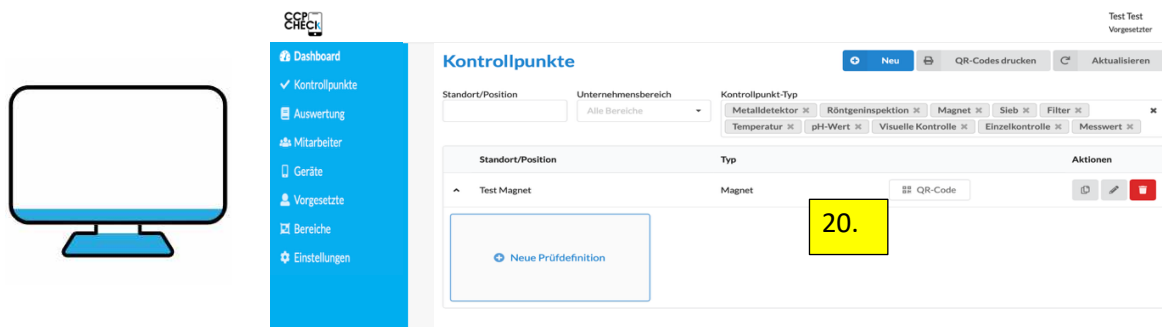 CCP
CHECK
Test Test
Vorgesetzter
Dashboard
Kontrollpunkte
Auswertung
Mitarbeiter
Geräte
Vorgesetzte
Bereiche
Einstellungen
Kontrollpunkte
Neu
QR-Codes drucken
Aktualisieren
Standort/Position
Unternehmensbereich
Kontrollpunkt-Typ
Alle Bereiche
Metalldetektor Röntgeninspektion Magnet Sieb Filter
Temperatur pH-Wert Visuelle Kontrolle Einzelkontrolle Messwert
Standort/Position Typ Aktionen
Test Magnet Magnet QR-Code
20.
Neue Prüfdefinition